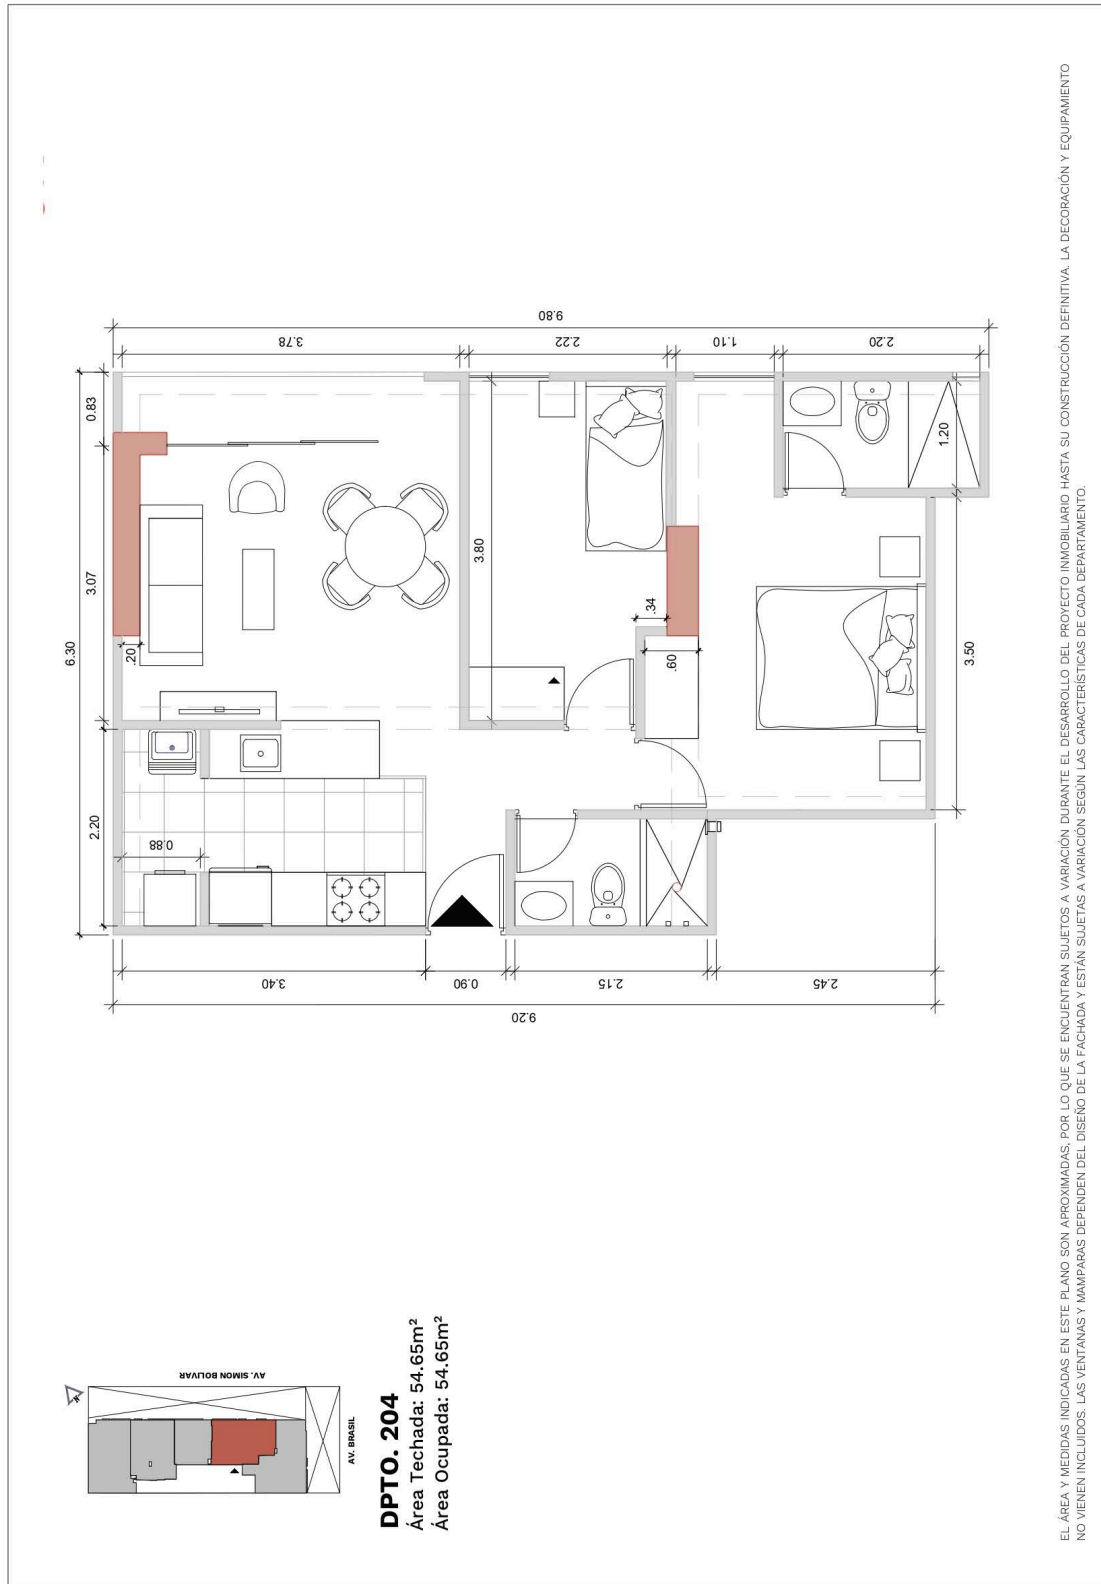 9.80
3.78
2.22
1.10
2.20
6.30
0.83
3.07
2.20
.20
3.80
.34
.60
1.20
3.50
0.88
3.40
0.90
2.15
2.45
9.20
AV. SIMON BOLIVAR
AV. BRASIL
N
DPTO. 204
Área Techada: 54.65m²
Área Ocupada: 54.65m²
EL ÁREA Y MEDIDAS INDICADAS EN ESTE PLANO SON APROXIMADAS, POR LO QUE SE ENCUENTRAN SUJETOS A VARIACIÓN DURANTE EL DESARROLLO DEL PROYECTO INMOBILIARIO HASTA SU CONSTRUCCIÓN DEFINITIVA. LA DECORACIÓN Y EQUIPAMIENTO
NO VIENEN INCLUIDOS. LAS VENTANAS Y MAMPARAS DEPENDEN DEL DISEÑO DE LA FACHADA Y ESTÁN SUJETAS A VARIACIÓN SEGÚN LAS CARACTERÍSTICAS DE CADA DEPARTAMENTO.